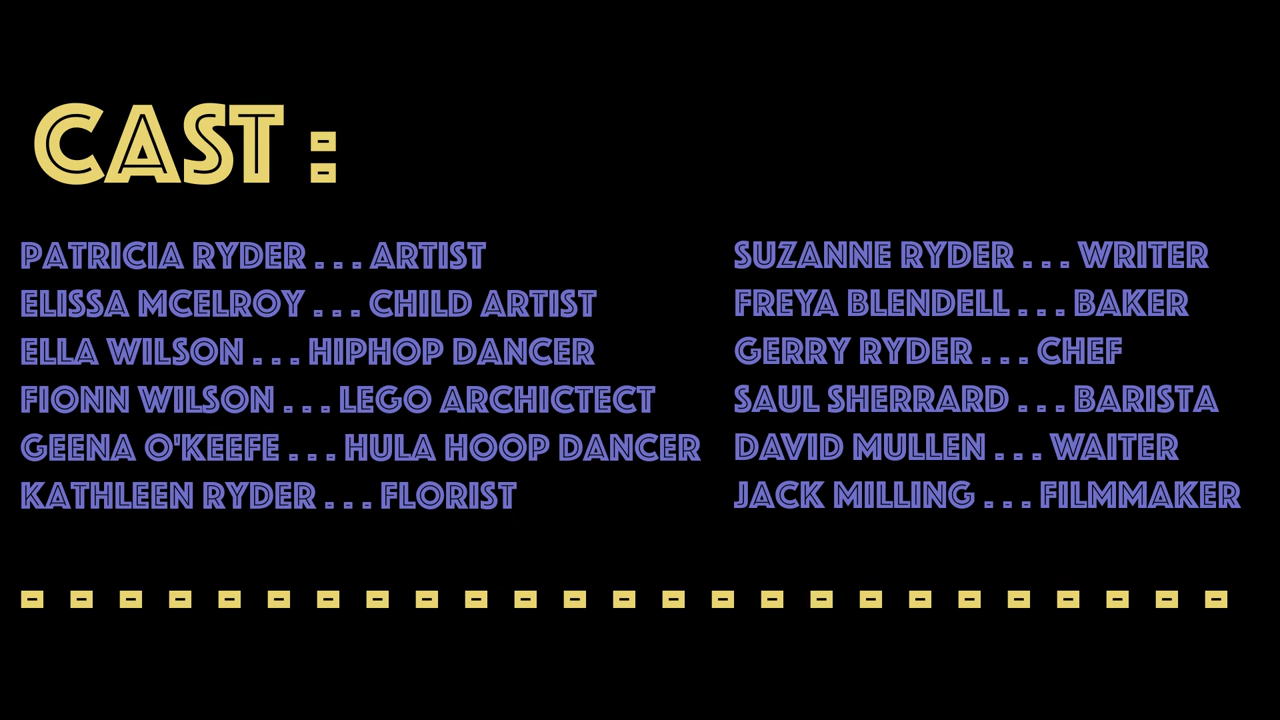 CAST :
PATRICIA RYDER . . . ARTIST
ELISSA MCELROY . . . CHILD ARTIST
ELLA WILSON . . . HIPHOP DANCER
FIONN WILSON . . . LEGO ARCHICTECT
GEENA O'KEEFE . . . HULA HOOP DANCER
KATHLEEN RYDER . . . FLORIST
SUZANNE RYDER . . . WRITER
FREYA BLENDELL . . . BAKER
GERRY RYDER . . . CHEF
SAUL SHERRARD . . . BARISTA
DAVID MULLEN . . . WAITER
JACK MILLING . . . FILMMAKER
. . . . . . . . . . . . . . . . . . . . . . . . .